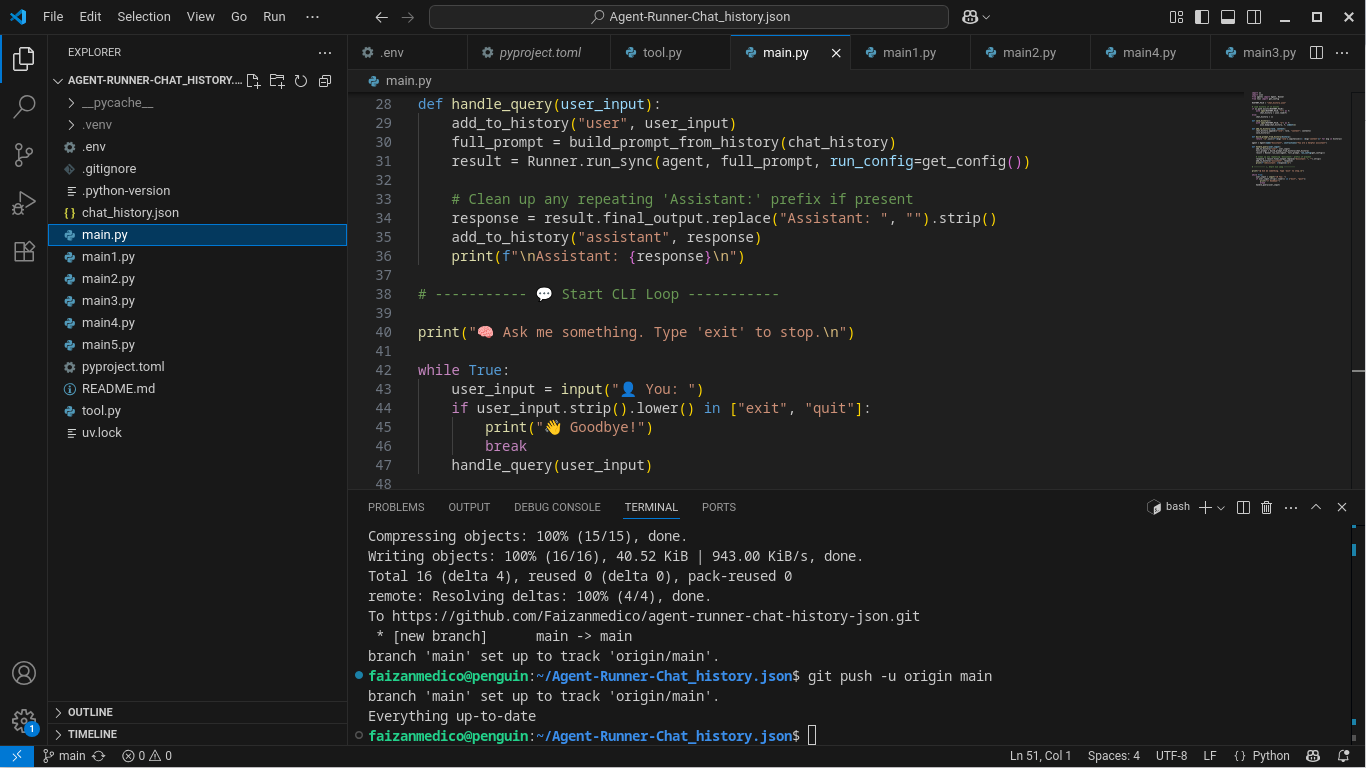 File Edit Selection View Go Run ···
Agent-Runner-Chat_history.json
EXPLORER ···
AGENT-RUNNER-CHAT_HISTORY....
__pycache__
.venv
.env
.gitignore
.python-version
{} chat_history.json
main.py
main1.py
main2.py
main3.py
main4.py
main5.py
pyproject.toml
README.md
tool.py
uv.lock
OUTLINE
TIMELINE
.env pyproject.toml tool.py main.py main1.py main2.py main4.py main3.py ···
main.py
28 def handle_query(user_input):
29     add_to_history("user", user_input)
30     full_prompt = build_prompt_from_history(chat_history)
31     result = Runner.run_sync(agent, full_prompt, run_config=get_config())
32
33     # Clean up any repeating 'Assistant:' prefix if present
34     response = result.final_output.replace("Assistant: ", "").strip()
35     add_to_history("assistant", response)
36     print(f"\nAssistant: {response}\n")
37
38 # ----------- 💬 Start CLI Loop -----------
39
40 print("🧠 Ask me something. Type 'exit' to stop.\n")
41
42 while True:
43     user_input = input("👤 You: ")
44     if user_input.strip().lower() in ["exit", "quit"]:
45         print("👋 Goodbye!")
46         break
47     handle_query(user_input)
48
PROBLEMS OUTPUT DEBUG CONSOLE TERMINAL PORTS bash ···
Compressing objects: 100% (15/15), done.
Writing objects: 100% (16/16), 40.52 KiB | 943.00 KiB/s, done.
Total 16 (delta 4), reused 0 (delta 0), pack-reused 0
remote: Resolving deltas: 100% (4/4), done.
To https://github.com/Faizanmedico/agent-runner-chat-history-json.git
 * [new branch]      main -> main
branch 'main' set up to track 'origin/main'.
faizanmedico@penguin:~/Agent-Runner-Chat_history.json$ git push -u origin main
branch 'main' set up to track 'origin/main'.
Everything up-to-date
faizanmedico@penguin:~/Agent-Runner-Chat_history.json$
1
main 0 0 Ln 51, Col 1 Spaces: 4 UTF-8 LF {} Python